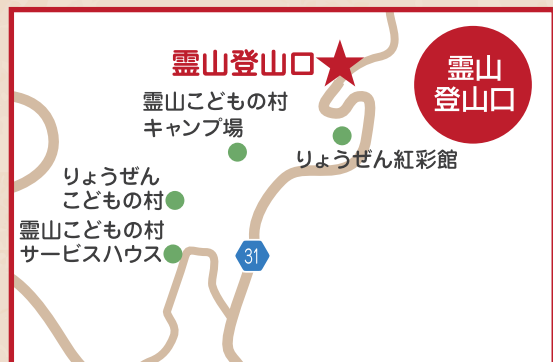 霊山登山口
霊山
登山口
霊山こどもの村
キャンプ場
りょうぜん紅彩館
りょうぜん
こどもの村
霊山こどもの村
サービスハウス
31